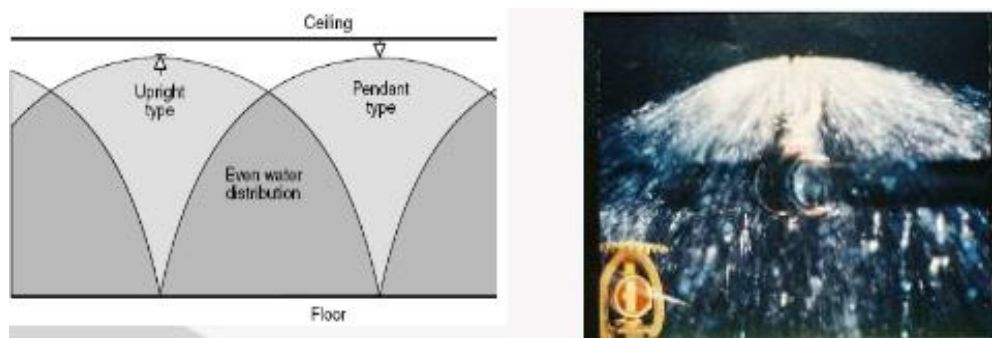 Ceiling
Upright
type
Pendant
type
Even water
distribution
Floor